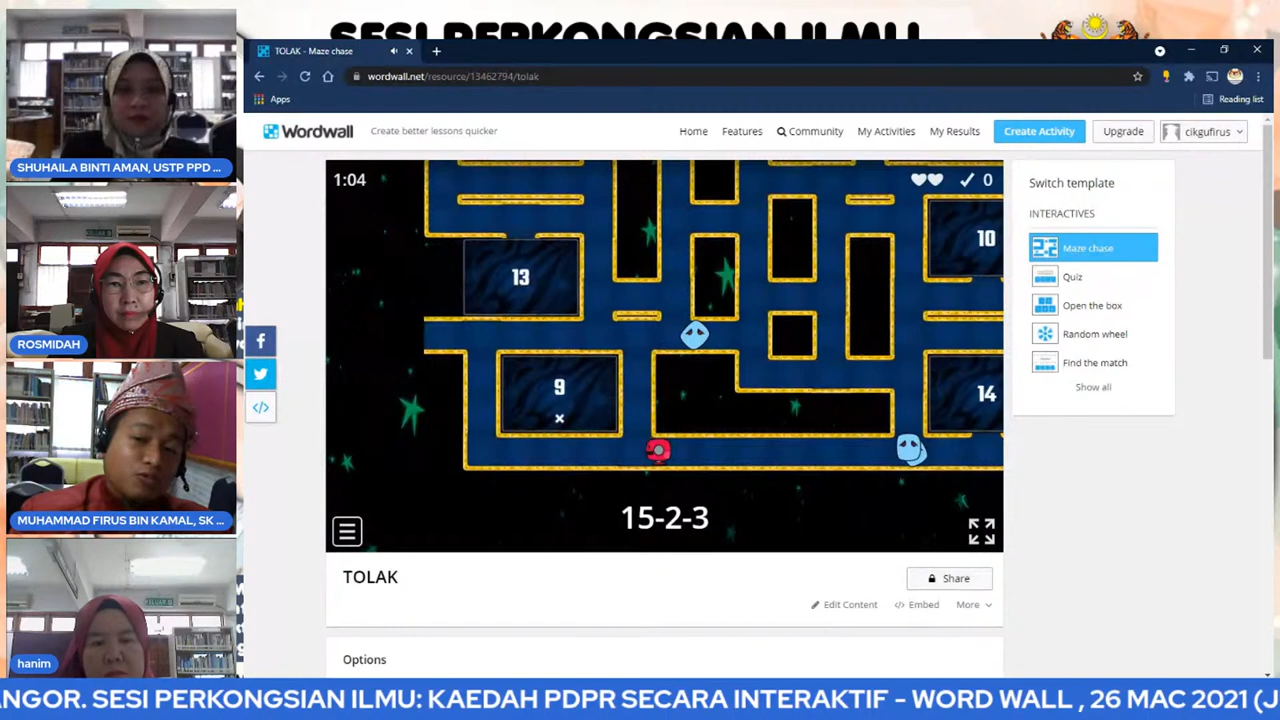 SESI PERKONGSIAN ILMU
TOLAK - Maze chase
wordwall.net/resource/13462794/tolak
Apps
Reading list
Wordwall
Create better lessons quicker
Home
Features
Community
My Activities
My Results
Create Activity
Upgrade
cikgufirus
SHUHAILA BINTI AMAN, USTP PPD ...
ROSMIDAH
MUHAMMAD FIRUS BIN KAMAL, SK ...
hanim
1:04
0
13
10
9
×
14
15-2-3
Switch template
INTERACTIVES
Maze chase
Quiz
Open the box
Random wheel
Find the match
Show all
TOLAK
Share
Edit Content
Embed
More
Options
ANGOR. SESI PERKONGSIAN ILMU: KAEDAH PDPR SECARA INTERAKTIF - WORD WALL , 26 MAC 2021 (J